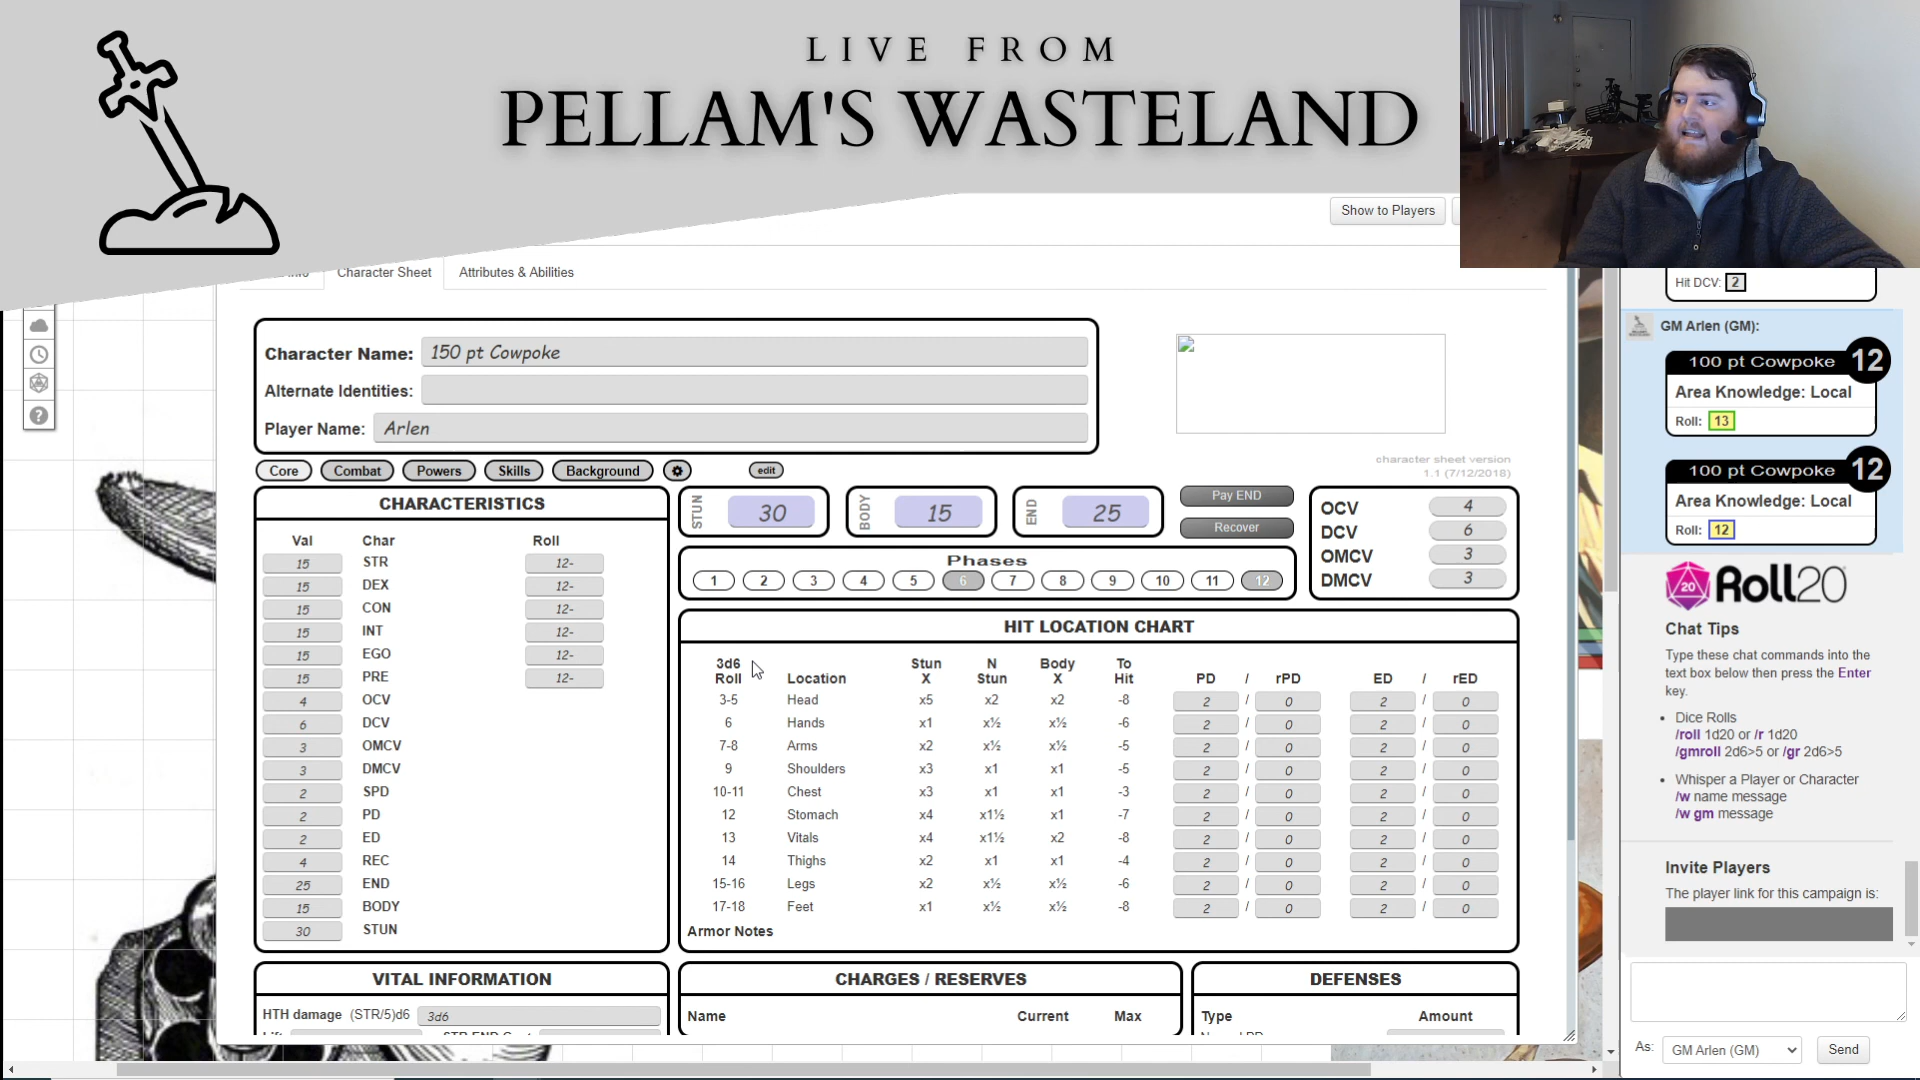 LIVE FROM
PELLAM'S WASTELAND
Show to Players
Character Sheet
Attributes & Abilities
Character Name: 150 pt Cowpoke
Alternate Identities:
Player Name: Arlen
Core Combat Powers Skills Background edit
character sheet version
1.1 (7/12/2018)
CHARACTERISTICS
Val Char Roll
15 STR 12-
15 DEX 12-
15 CON 12-
15 INT 12-
15 EGO 12-
15 PRE 12-
4 OCV
6 DCV
3 OMCV
3 DMCV
2 SPD
2 PD
2 ED
4 REC
25 END
15 BODY
30 STUN
STUN 30 BODY 15 END 25
Pay END
Recover
OCV 4
DCV 6
OMCV 3
DMCV 3
Phases
1 2 3 4 5 6 7 8 9 10 11 12
HIT LOCATION CHART
3d6 Roll Location Stun X N Stun Body X To Hit PD / rPD ED / rED
3-5 Head x5 x2 x2 -8 2 / 0 2 / 0
6 Hands x1 x½ x½ -6 2 / 0 2 / 0
7-8 Arms x2 x½ x½ -5 2 / 0 2 / 0
9 Shoulders x3 x1 x1 -5 2 / 0 2 / 0
10-11 Chest x3 x1 x1 -3 2 / 0 2 / 0
12 Stomach x4 x1½ x1 -7 2 / 0 2 / 0
13 Vitals x4 x1½ x2 -8 2 / 0 2 / 0
14 Thighs x2 x1 x1 -4 2 / 0 2 / 0
15-16 Legs x2 x½ x½ -6 2 / 0 2 / 0
17-18 Feet x1 x½ x½ -8 2 / 0 2 / 0
Armor Notes
VITAL INFORMATION
HTH damage (STR/5)d6 3d6
CHARGES / RESERVES
Name Current Max
DEFENSES
Type Amount
Hit DCV: 2
GM Arlen (GM):
100 pt Cowpoke 12
Area Knowledge: Local
Roll: 13
100 pt Cowpoke 12
Area Knowledge: Local
Roll: 12
20 Roll20
Chat Tips
Type these chat commands into the
text box below then press the Enter
key.
• Dice Rolls
/roll 1d20 or /r 1d20
/gmroll 2d6>5 or /gr 2d6>5
• Whisper a Player or Character
/w name message
/w gm message
Invite Players
The player link for this campaign is:
As: GM Arlen (GM) Send